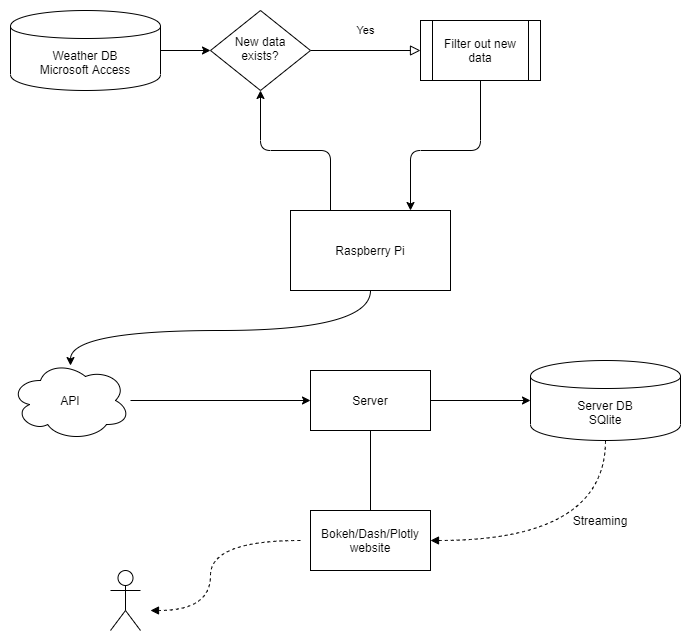 Weather DB
Microsoft Access
New data
exists?
Yes
Filter out new
data
Raspberry Pi
API
Server
Server DB
SQlite
Streaming
Bokeh/Dash/Plotly
website